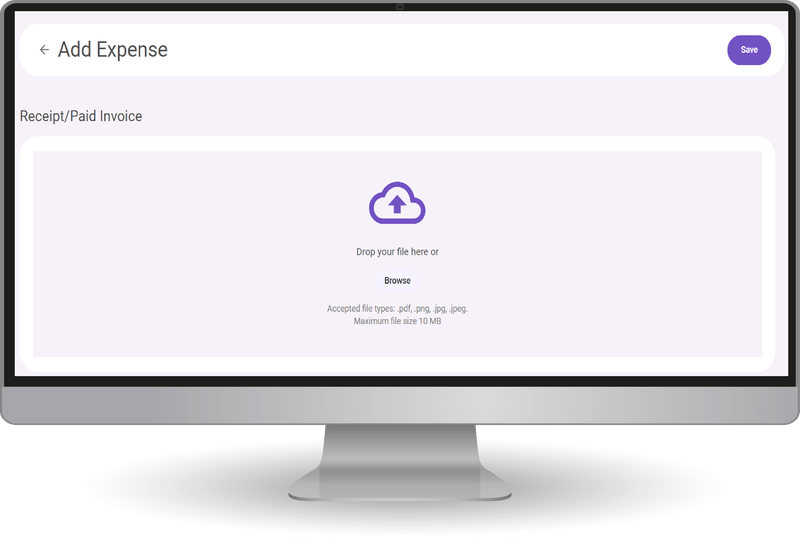 Add Expense
Save
Receipt/Paid Invoice
Drop your file here or
Browse
Accepted file types: .pdf, .png, .jpg, .jpeg.
Maximum file size 10 MB